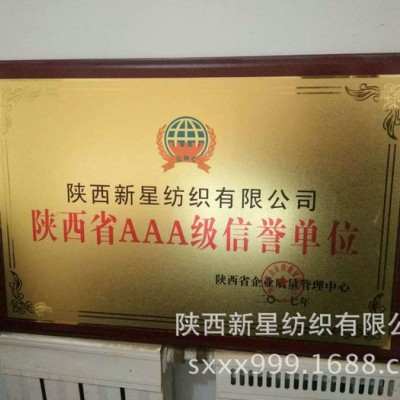 陕西新星纺织有限公司
陕西省AAA级信誉单位
陕西省企业质量管理中心
二〇一七年
陕西新星纺织有限公
sxxx999.1688.c